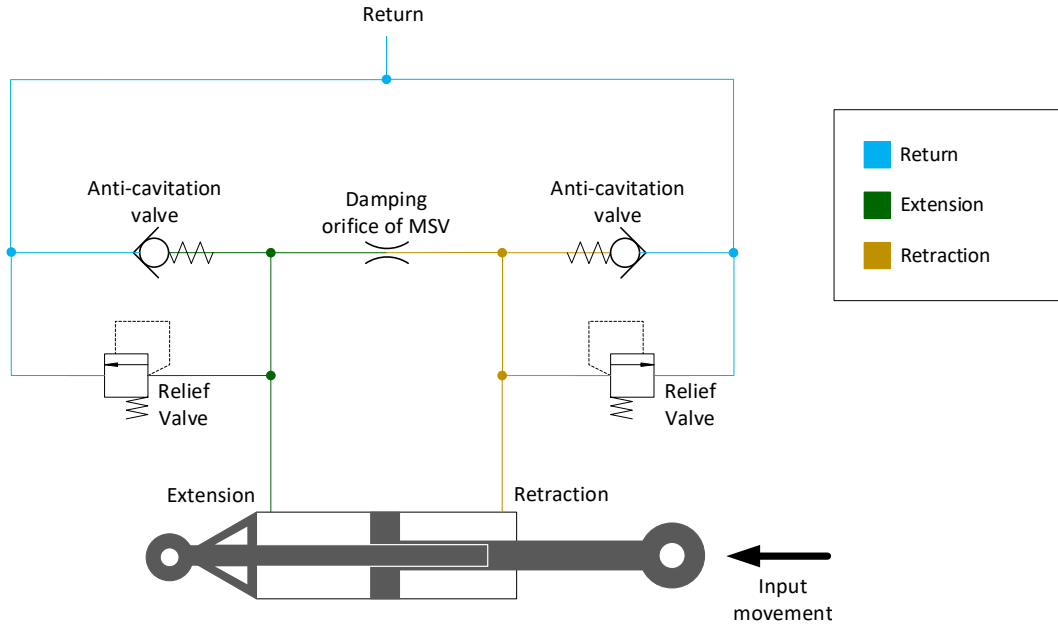 Return
Anti-cavitation
valve
Damping
orifice of MSV
Anti-cavitation
valve
Return
Extension
Retraction
Relief
Valve
Relief
Valve
Extension
Retraction
Input
movement